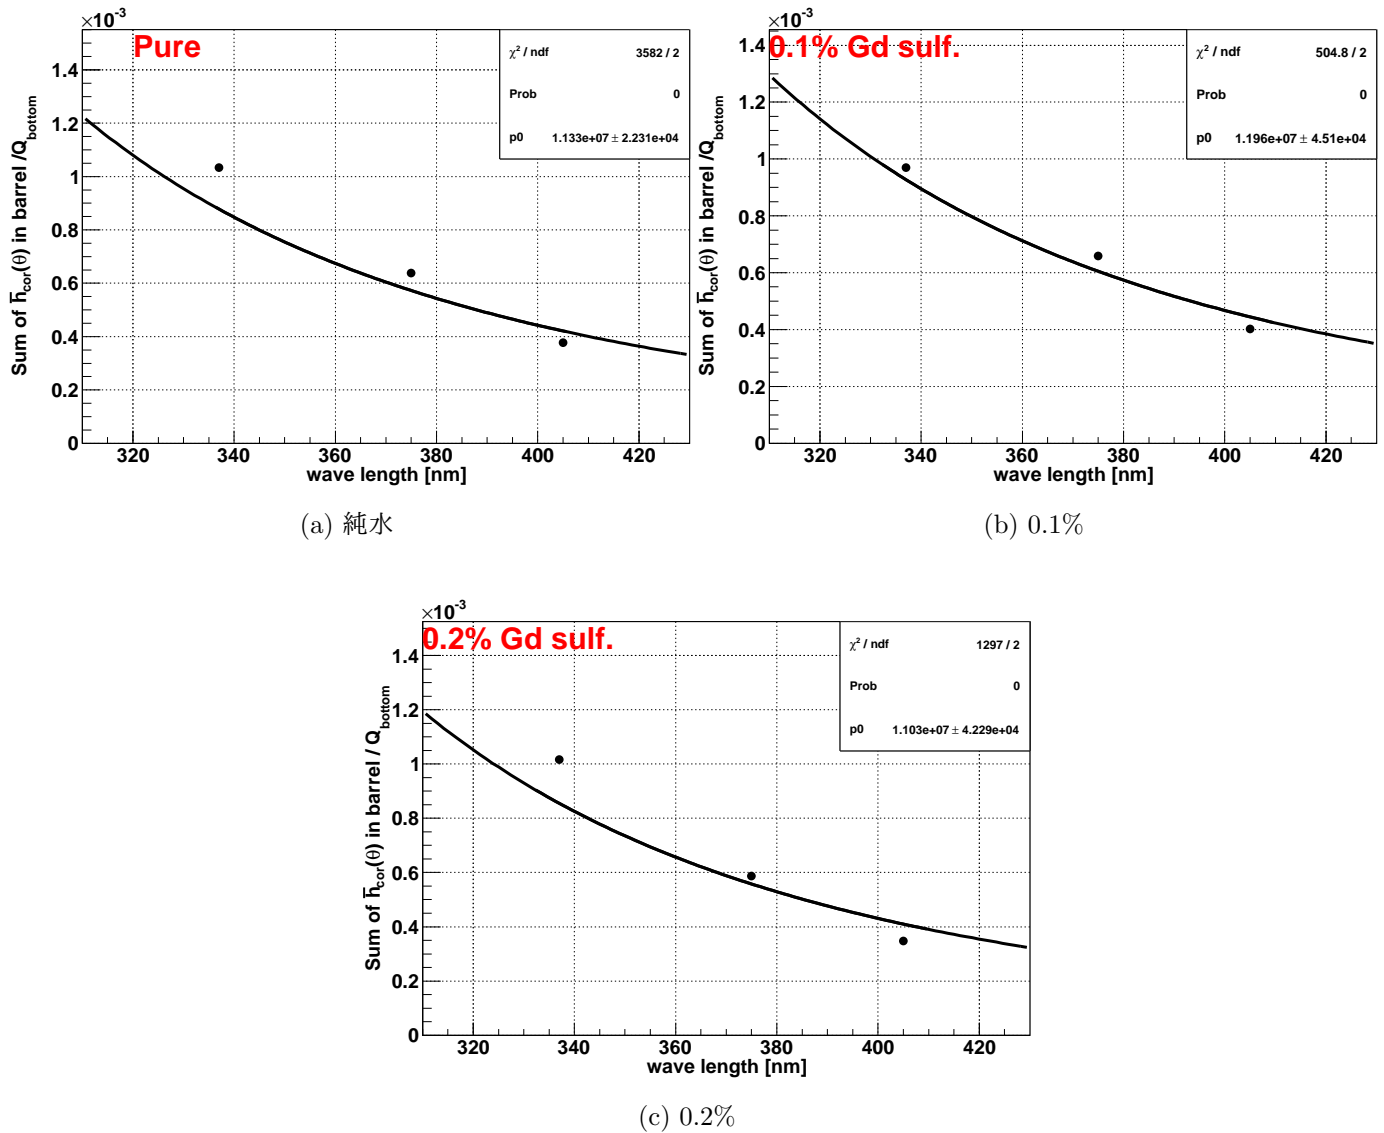 ×10⁻³
Pure
χ² / ndf 3582 / 2
Prob 0
p0 1.133e+07 ± 2.231e+04
Sum of h̅cor(θ) in barrel /Qbottom
1.4
1.2
1
0.8
0.6
0.4
0.2
0
320 340 360 380 400 420
wave length [nm]
(a) 純水
×10⁻³
0.1% Gd sulf.
χ² / ndf 504.8 / 2
Prob 0
p0 1.196e+07 ± 4.51e+04
Sum of h̅cor(θ) in barrel /Qbottom
1.4
1.2
1
0.8
0.6
0.4
0.2
0
320 340 360 380 400 420
wave length [nm]
(b) 0.1%
×10⁻³
0.2% Gd sulf.
χ² / ndf 1297 / 2
Prob 0
p0 1.103e+07 ± 4.229e+04
Sum of h̅cor(θ) in barrel / Qbottom
1.4
1.2
1
0.8
0.6
0.4
0.2
0
320 340 360 380 400 420
wave length [nm]
(c) 0.2%